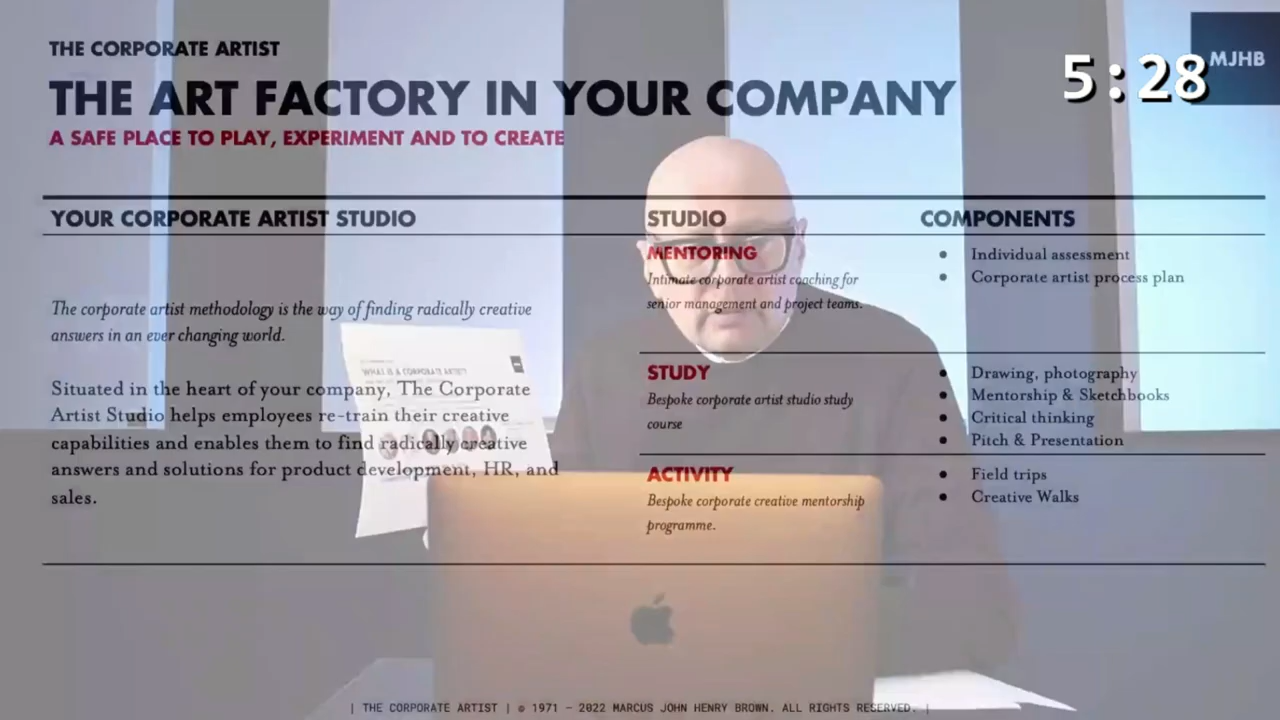 THE CORPORATE ARTIST
THE ART FACTORY IN YOUR COMPANY
A SAFE PLACE TO PLAY, EXPERIMENT AND TO CREATE
5:28
MJHB
YOUR CORPORATE ARTIST STUDIO
STUDIO
COMPONENTS
The corporate artist methodology is the way of finding radically creative
answers in an ever changing world.
Situated in the heart of your company, The Corporate
Artist Studio helps employees re-train their creative
capabilities and enables them to find radically creative
answers and solutions for product development, HR, and
sales.
MENTORING
Intimate corporate artist coaching for
senior management and project teams.
• Individual assessment
• Corporate artist process plan
STUDY
Bespoke corporate artist studio study
course
• Drawing, photography
• Mentorship & Sketchbooks
• Critical thinking
• Pitch & Presentation
ACTIVITY
Bespoke corporate creative mentorship
programme.
• Field trips
• Creative Walks
WHAT IS A CORPORATE ARTIST?
| THE CORPORATE ARTIST | © 1971 – 2022 MARCUS JOHN HENRY BROWN. ALL RIGHTS RESERVED. |